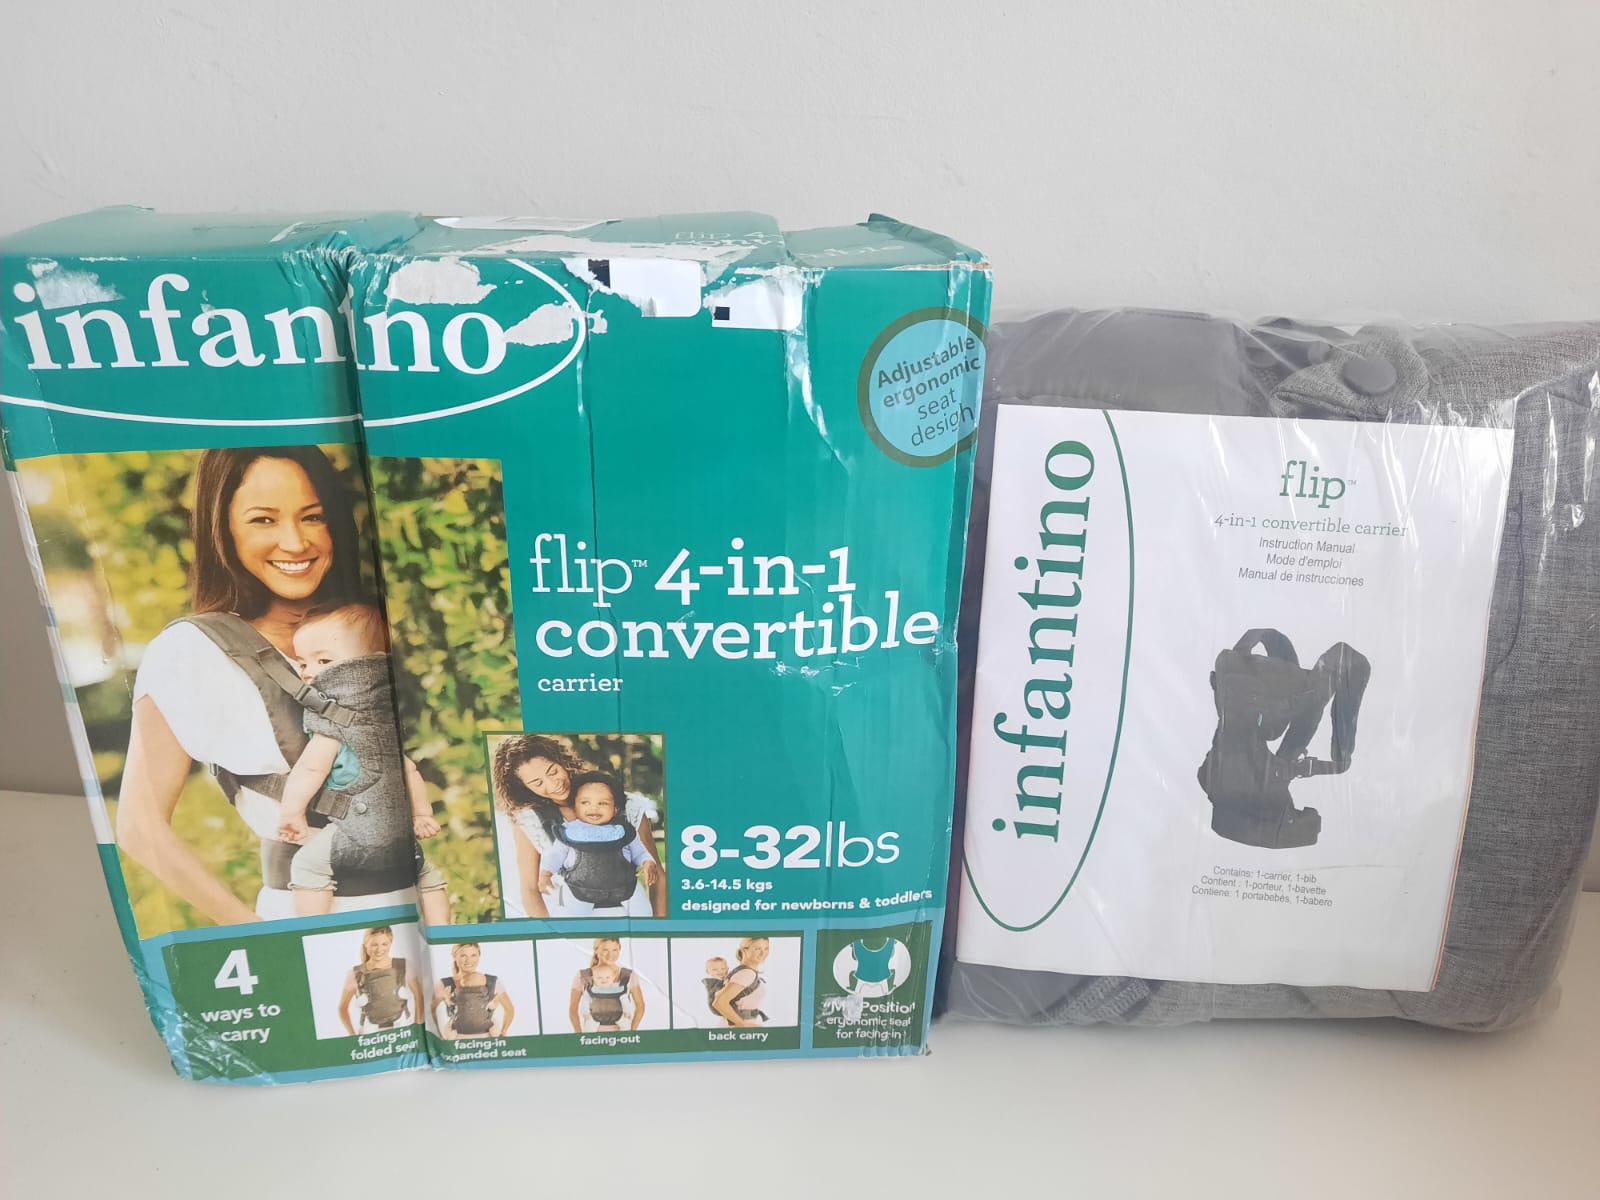 infantino
Adjustable
ergonomic
seat
design
flip™ 4-in-1
convertible
carrier
8-32lbs
3.6-14.5 kgs
designed for newborns & toddlers
4
ways to
carry
facing-in
folded seat
facing-in
expanded seat
facing-out
back carry
"M" Position
ergonomic seat
for facing-in
infantino
flip™
4-in-1 convertible carrier
Instruction Manual
Mode d'emploi
Manual de instrucciones
Contains: 1-carrier, 1-bib
Contient : 1-porteur, 1-bavette
Contiene: 1 portabebés, 1-babero